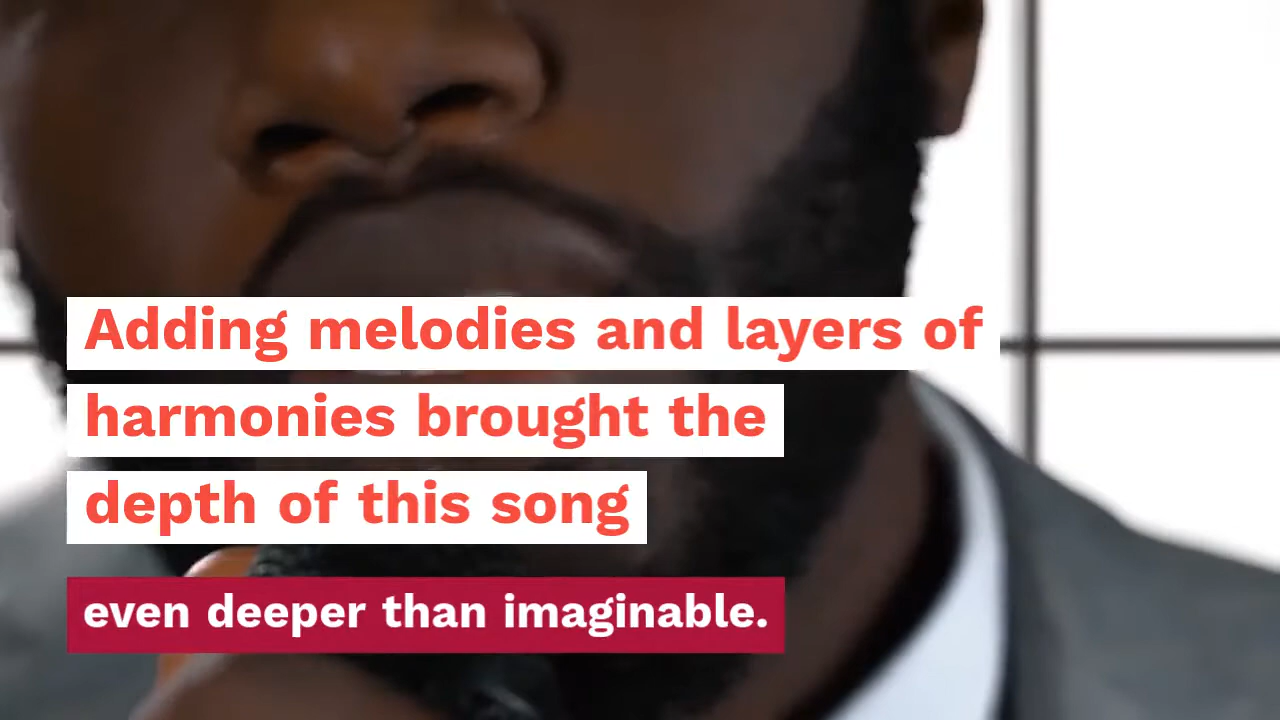 Adding melodies and layers of
harmonies brought the
depth of this song
even deeper than imaginable.